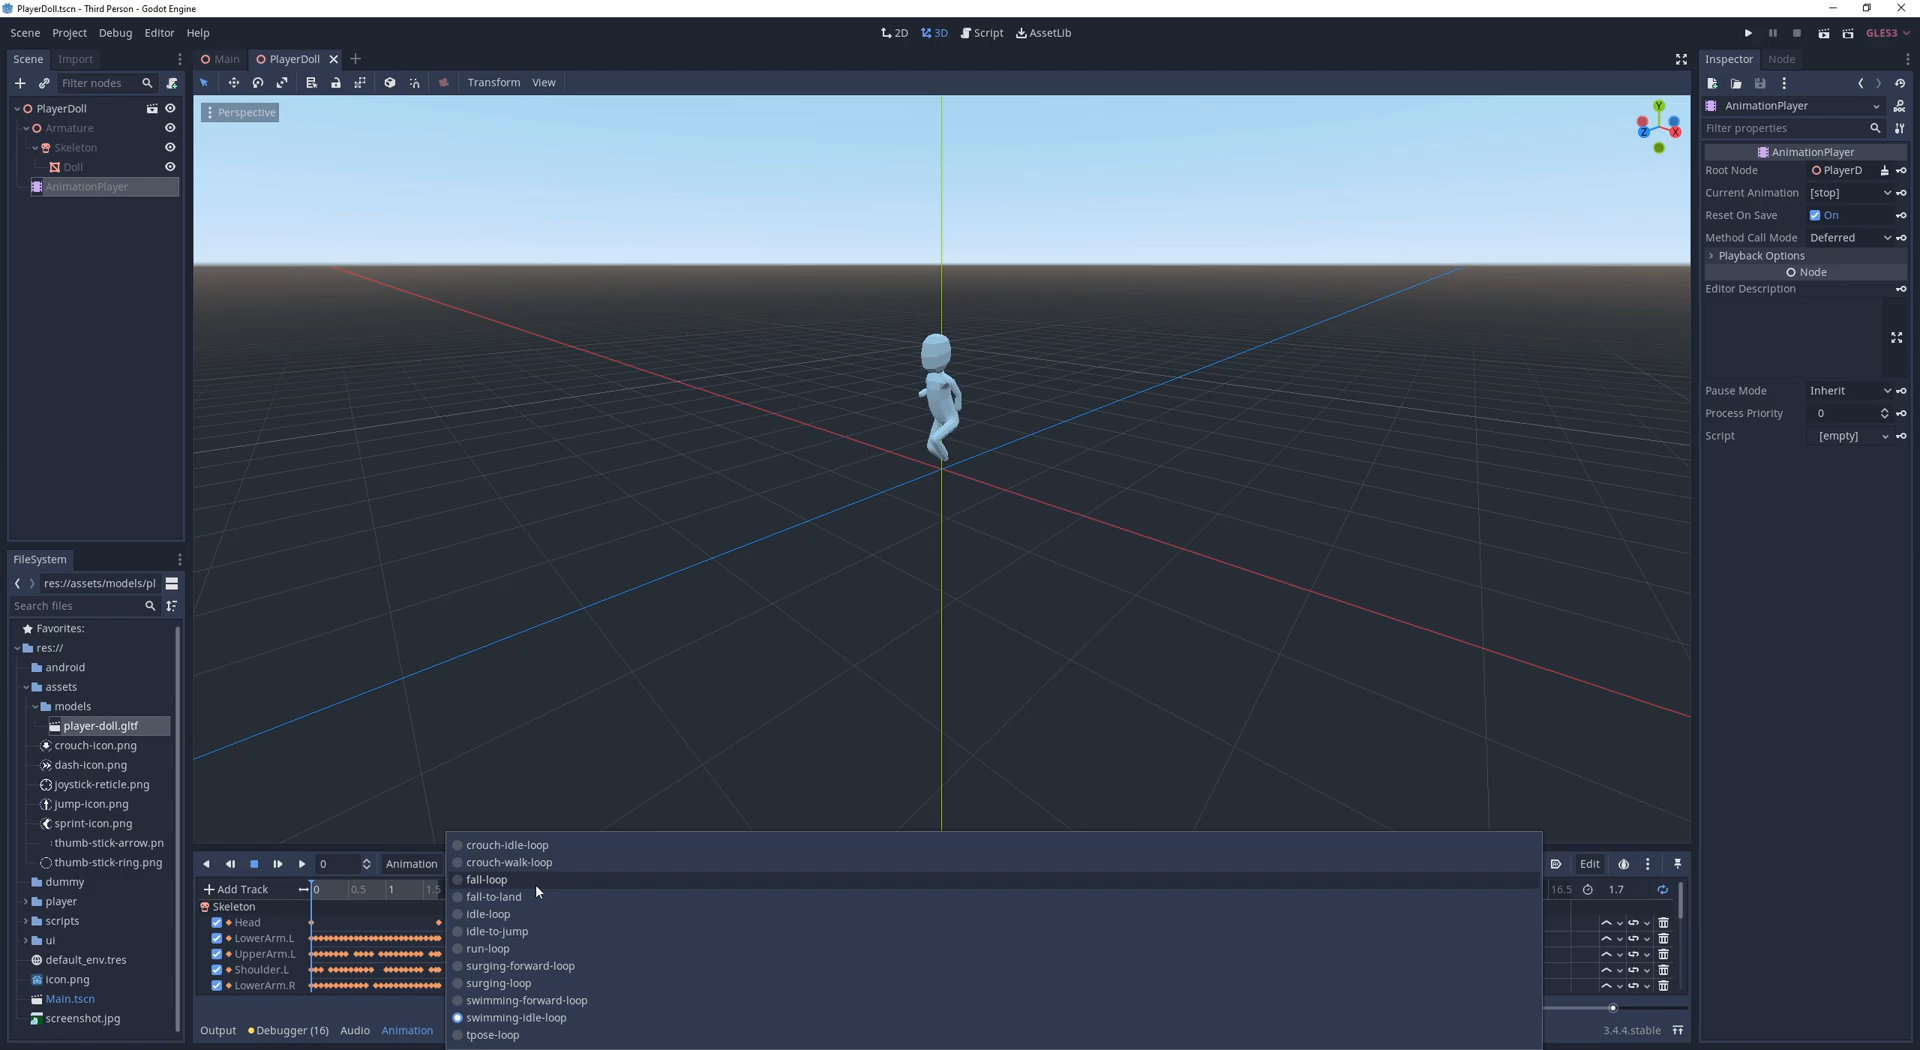 PlayerDoll.tscn - Third Person - Godot Engine
Scene Project Debug Editor Help
2D 3D Script AssetLib
GLES3
Scene Import
Filter nodes
PlayerDoll
Armature
Skeleton
Doll
AnimationPlayer
FileSystem
res://assets/models/pl
Search files
Favorites:
res://
android
assets
models
player-doll.gltf
crouch-icon.png
dash-icon.png
joystick-reticle.png
jump-icon.png
sprint-icon.png
thumb-stick-arrow.pn
thumb-stick-ring.png
dummy
player
scripts
ui
default_env.tres
icon.png
Main.tscn
screenshot.jpg
Main PlayerDoll
Transform View
Perspective
Y
Z X
0 Animation
Add Track 0 0.5 1 1.5
Skeleton
Head
LowerArm.L
UpperArm.L
Shoulder.L
LowerArm.R
Output Debugger (16) Audio Animation
crouch-idle-loop
crouch-walk-loop
fall-loop
fall-to-land
idle-loop
idle-to-jump
run-loop
surging-forward-loop
surging-loop
swimming-forward-loop
swimming-idle-loop
tpose-loop
Edit
16.5 1.7
3.4.4.stable
Inspector Node
AnimationPlayer
Filter properties
AnimationPlayer
Root Node PlayerD
Current Animation [stop]
Reset On Save On
Method Call Mode Deferred
Playback Options
Node
Editor Description
Pause Mode Inherit
Process Priority 0
Script [empty]